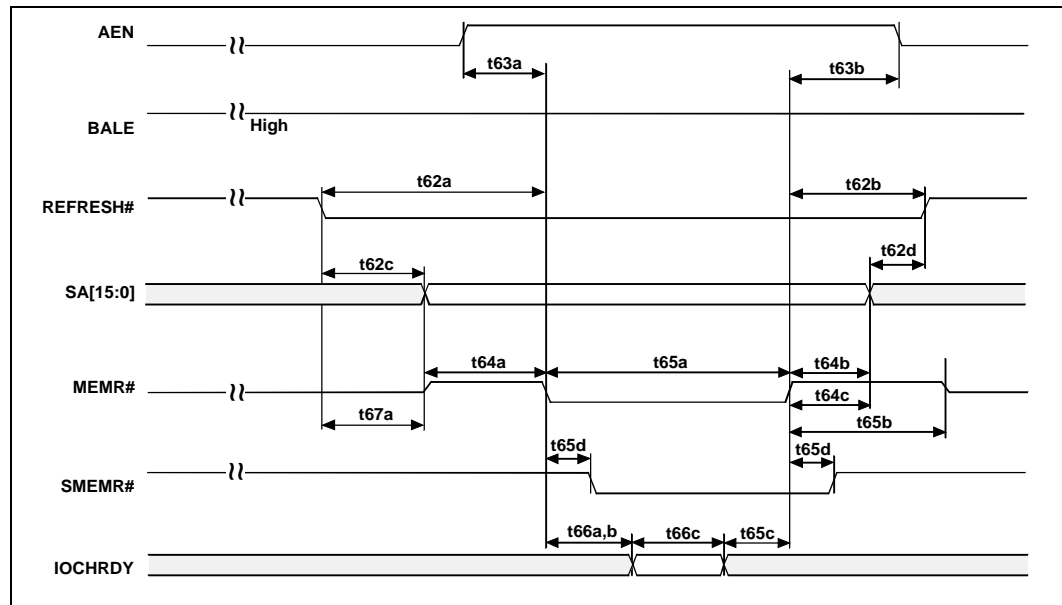 AEN
t63a
t63b
BALE
High
t62a
t62b
REFRESH#
t62c
t62d
SA[15:0]
t64a
t65a
t64b
MEMR#
t64c
t67a
t65b
t65d
t65d
SMEMR#
t66a,b
t66c
t65c
IOCHRDY